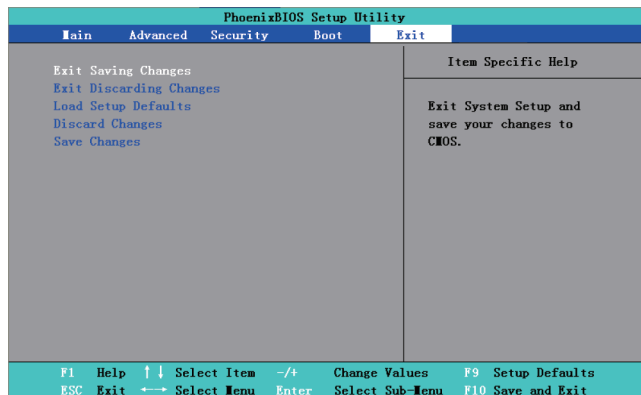 PhoenixBIOS Setup Utility
Main Advanced Security Boot Exit
Item Specific Help
Exit Saving Changes
Exit Discarding Changes
Load Setup Defaults
Discard Changes
Save Changes
Exit System Setup and
save your changes to
CMOS.
F1 Help ↑↓ Select Item -/+ Change Values F9 Setup Defaults
ESC Exit ←→ Select Menu Enter Select Sub-Menu F10 Save and Exit